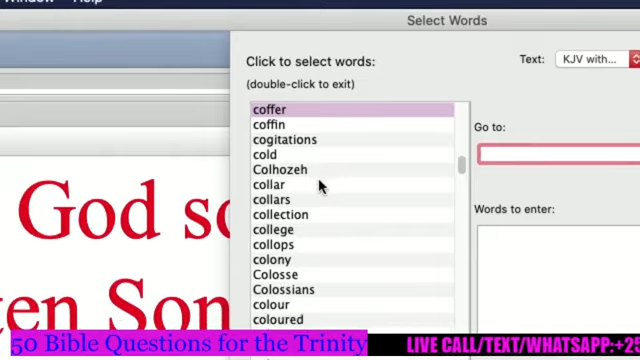 Window Help
Select Words
Click to select words:
Text: KJV with...
(double-click to exit)
coffer
coffin
cogitations
cold
Colhozeh
collar
collars
collection
college
collops
colony
Colosse
Colossians
colour
coloured
Go to:
Words to enter:
God so
ten Son
50 Bible Questions for the Trinity
LIVE CALL/TEXT/WHATSAPP:+25